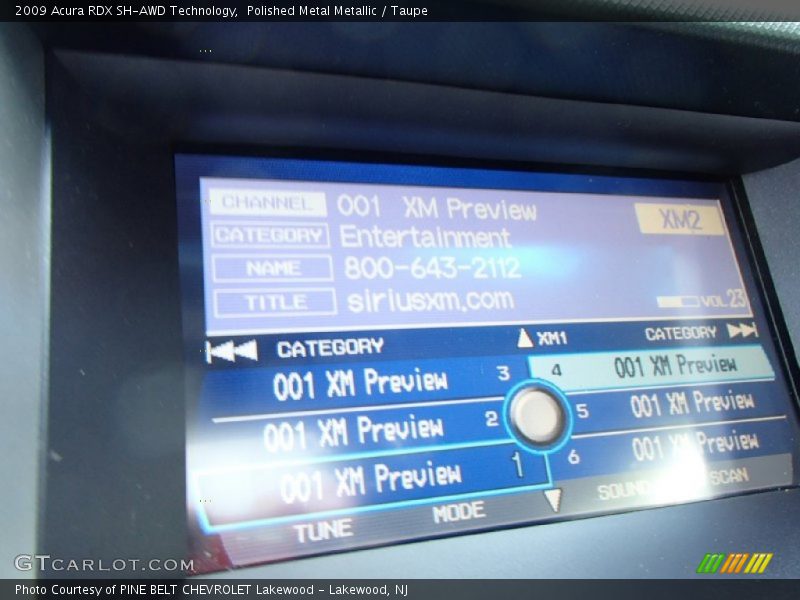 2009 Acura RDX SH-AWD Technology,  Polished Metal Metallic / Taupe
CHANNEL 001 XM Preview XM2
CATEGORY Entertainment
NAME 800-643-2112
TITLE siriusxm.com VOL 23
CATEGORY XM1 CATEGORY
001 XM Preview 3 4 001 XM Preview
001 XM Preview 2 5 001 XM Preview
001 XM Preview 1 6 001 XM Preview
TUNE MODE SOUND SCAN
GTCARLOT.COM
Photo Courtesy of PINE BELT CHEVROLET Lakewood - Lakewood, NJ